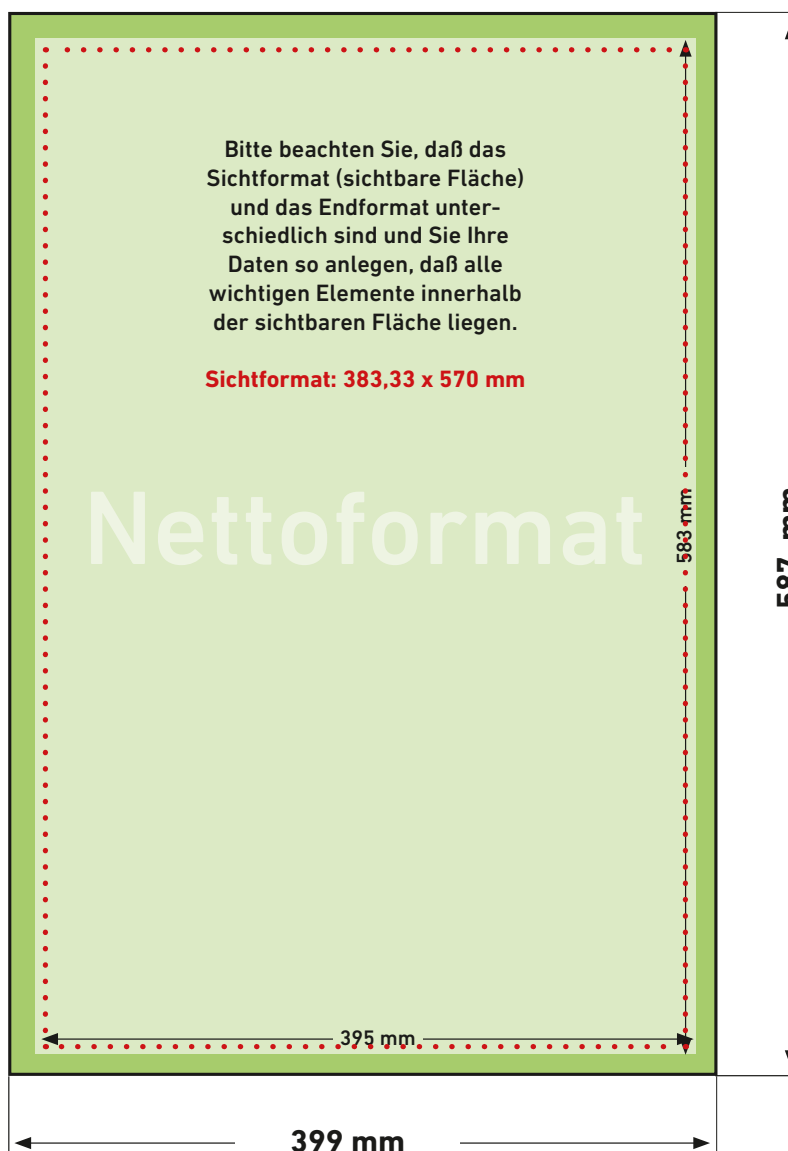 Bitte beachten Sie, daß das
Sichtformat (sichtbare Fläche)
und das Endformat unter-
schiedlich sind und Sie Ihre
Daten so anlegen, daß alle
wichtigen Elemente innerhalb
der sichtbaren Fläche liegen.
Sichtformat: 383,33 x 570 mm
Nettoformat
583 mm
587 mm
395 mm
399 mm